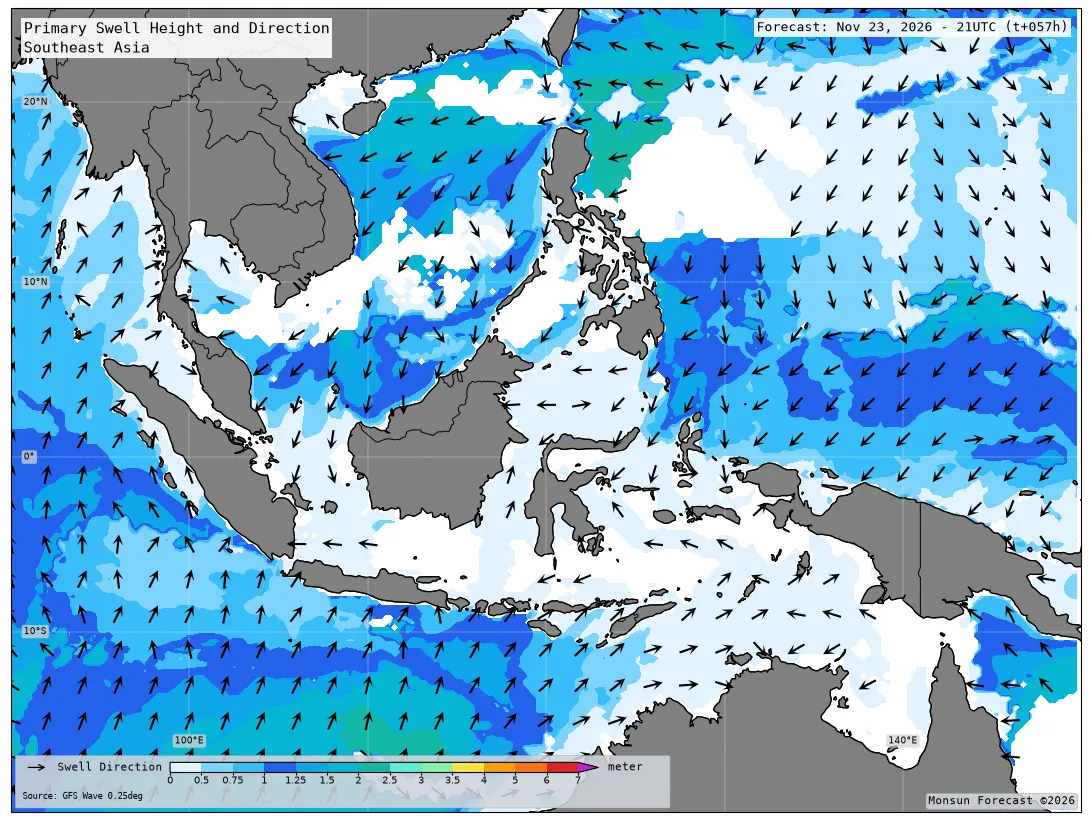 Primary Swell Height and Direction
Southeast Asia
Forecast: Nov 23, 2026 - 21UTC (t+057h)
20°N
10°N
0°
10°S
100°E
140°E
Swell Direction
0 0.5 0.75 1 1.25 1.5 2 2.5 3 3.5 4 5 6 7
meter
Source: GFS Wave 0.25deg
Monsun Forecast ©2026